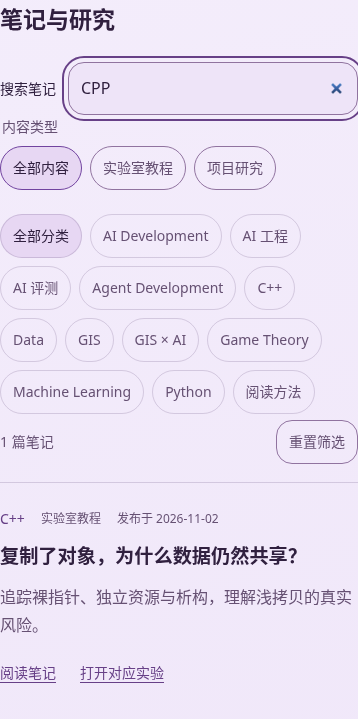 笔记与研究
搜索笔记 CPP
内容类型
全部内容 实验室教程 项目研究
全部分类 AI Development AI 工程
AI 评测 Agent Development C++
Data GIS GIS × AI Game Theory
Machine Learning Python 阅读方法
1 篇笔记 重置筛选
C++ 实验室教程 发布于 2026-11-02
复制了对象，为什么数据仍然共享？
追踪裸指针、独立资源与析构，理解浅拷贝的真实
风险。
阅读笔记 打开对应实验